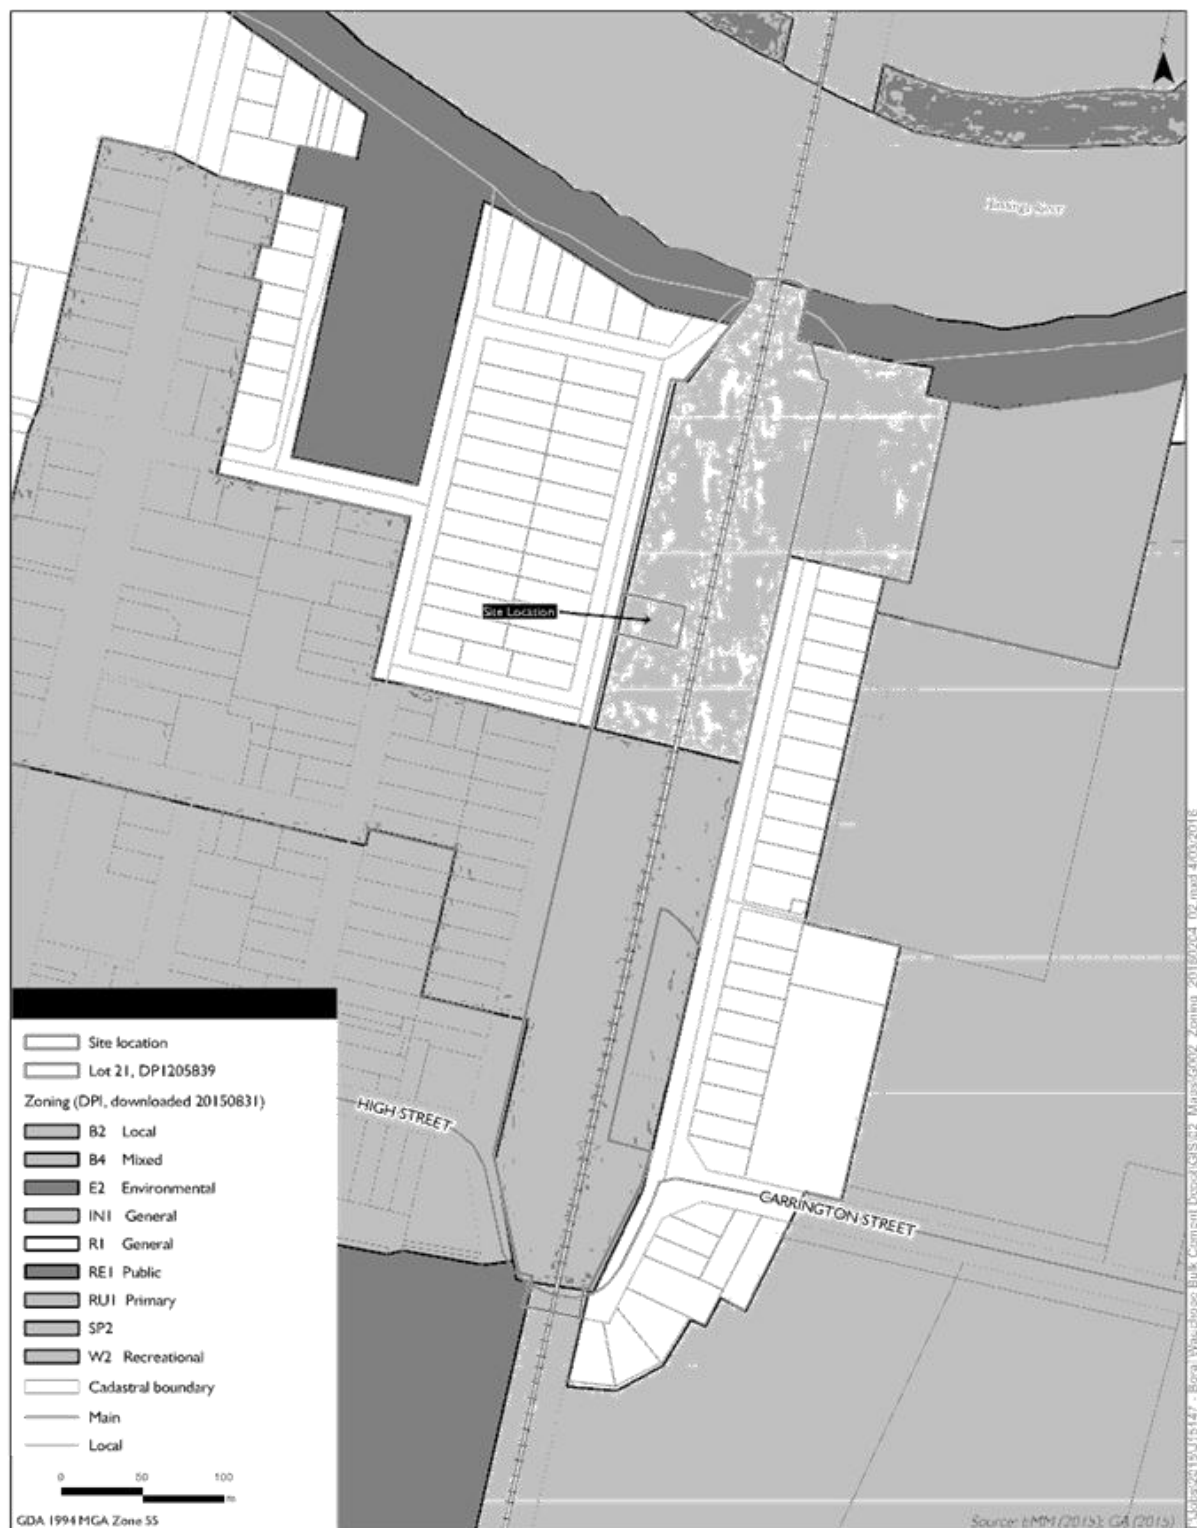 Site Location
HIGH STREET
CARRINGTON STREET
Site location
Lot 21, DP1205839
Zoning (DPI, downloaded 20150831)
B2 Local
B4 Mixed
E2 Environmental
IN1 General
R1 General
RE1 Public
RU1 Primary
SP2
W2 Recreational
Cadastral boundary
Main
Local
0 50 100
m
GDA 1994 MGA Zone 55
Source: EMM (2015); GA (2015)